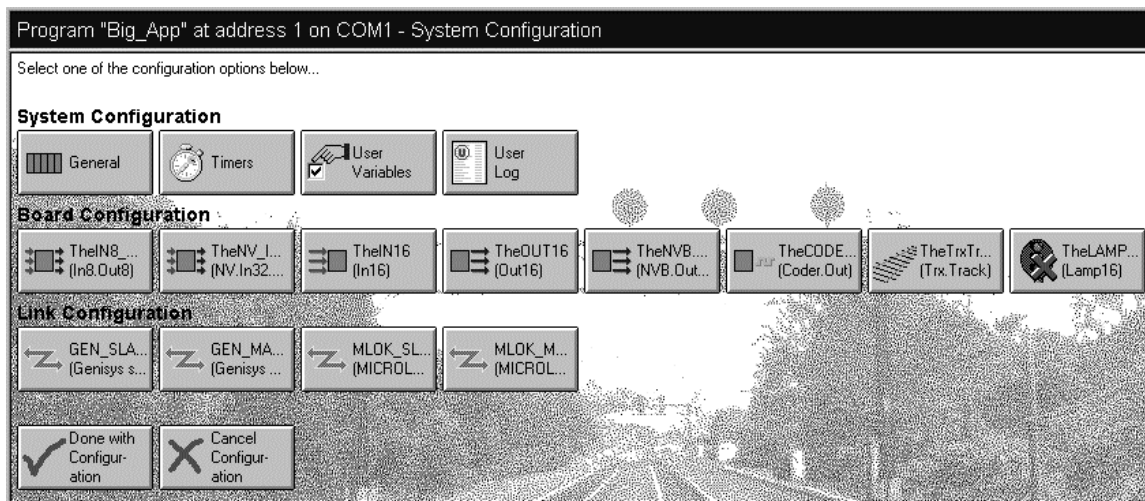 Program "Big_App" at address 1 on COM1 - System Configuration
Select one of the configuration options below...
System Configuration
General
Timers
User
Variables
User
Log
Board Configuration
TheIN8_...
(In8.Out8)
TheNV_I...
(NV.In32....
TheIN16
(In16)
TheOUT16
(Out16)
TheNVB....
(NVB.Out...
TheCODE...
(Coder.Out)
TheTrxTr...
(Trx.Track)
TheLAMP...
(Lamp16)
Link Configuration
GEN_SLA...
(Genisys s...
GEN_MA...
(Genisys ...
MLOK_SL...
(MICROL...
MLOK_M...
(MICROL...
Done with
Configur-
ation
Cancel
Configur-
ation